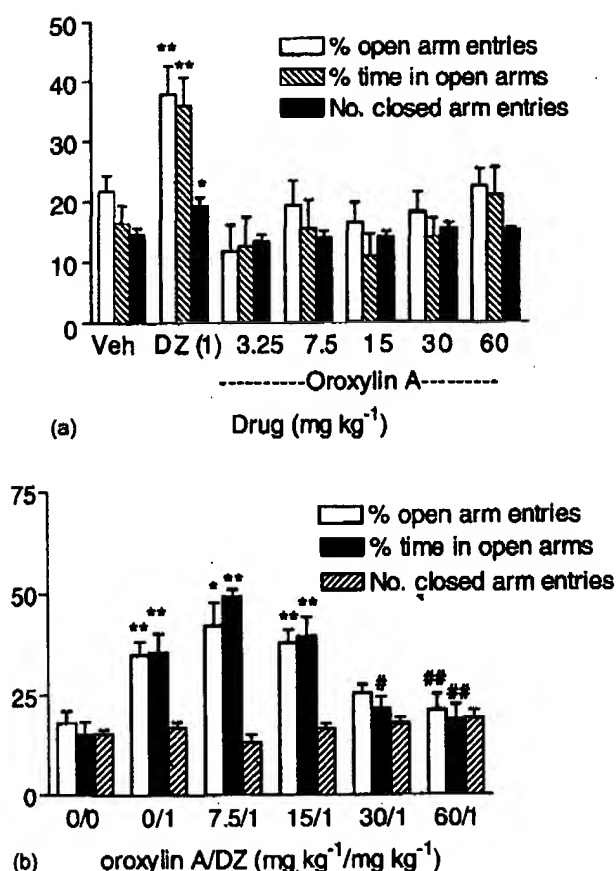 50
40
30
20
10
0
% open arm entries
% time in open arms
No. closed arm entries
**
**
*
Veh DZ (1) 3.25 7.5 15 30 60
----------Oroxylin A--------
(a) Drug (mg kg⁻¹)
75
50
25
0
% open arm entries
% time in open arms
No. closed arm entries
** ** * ** ** ** # ## ##
0/0 0/1 7.5/1 15/1 30/1 60/1
(b) oroxylin A/DZ (mg kg⁻¹/mg kg⁻¹)